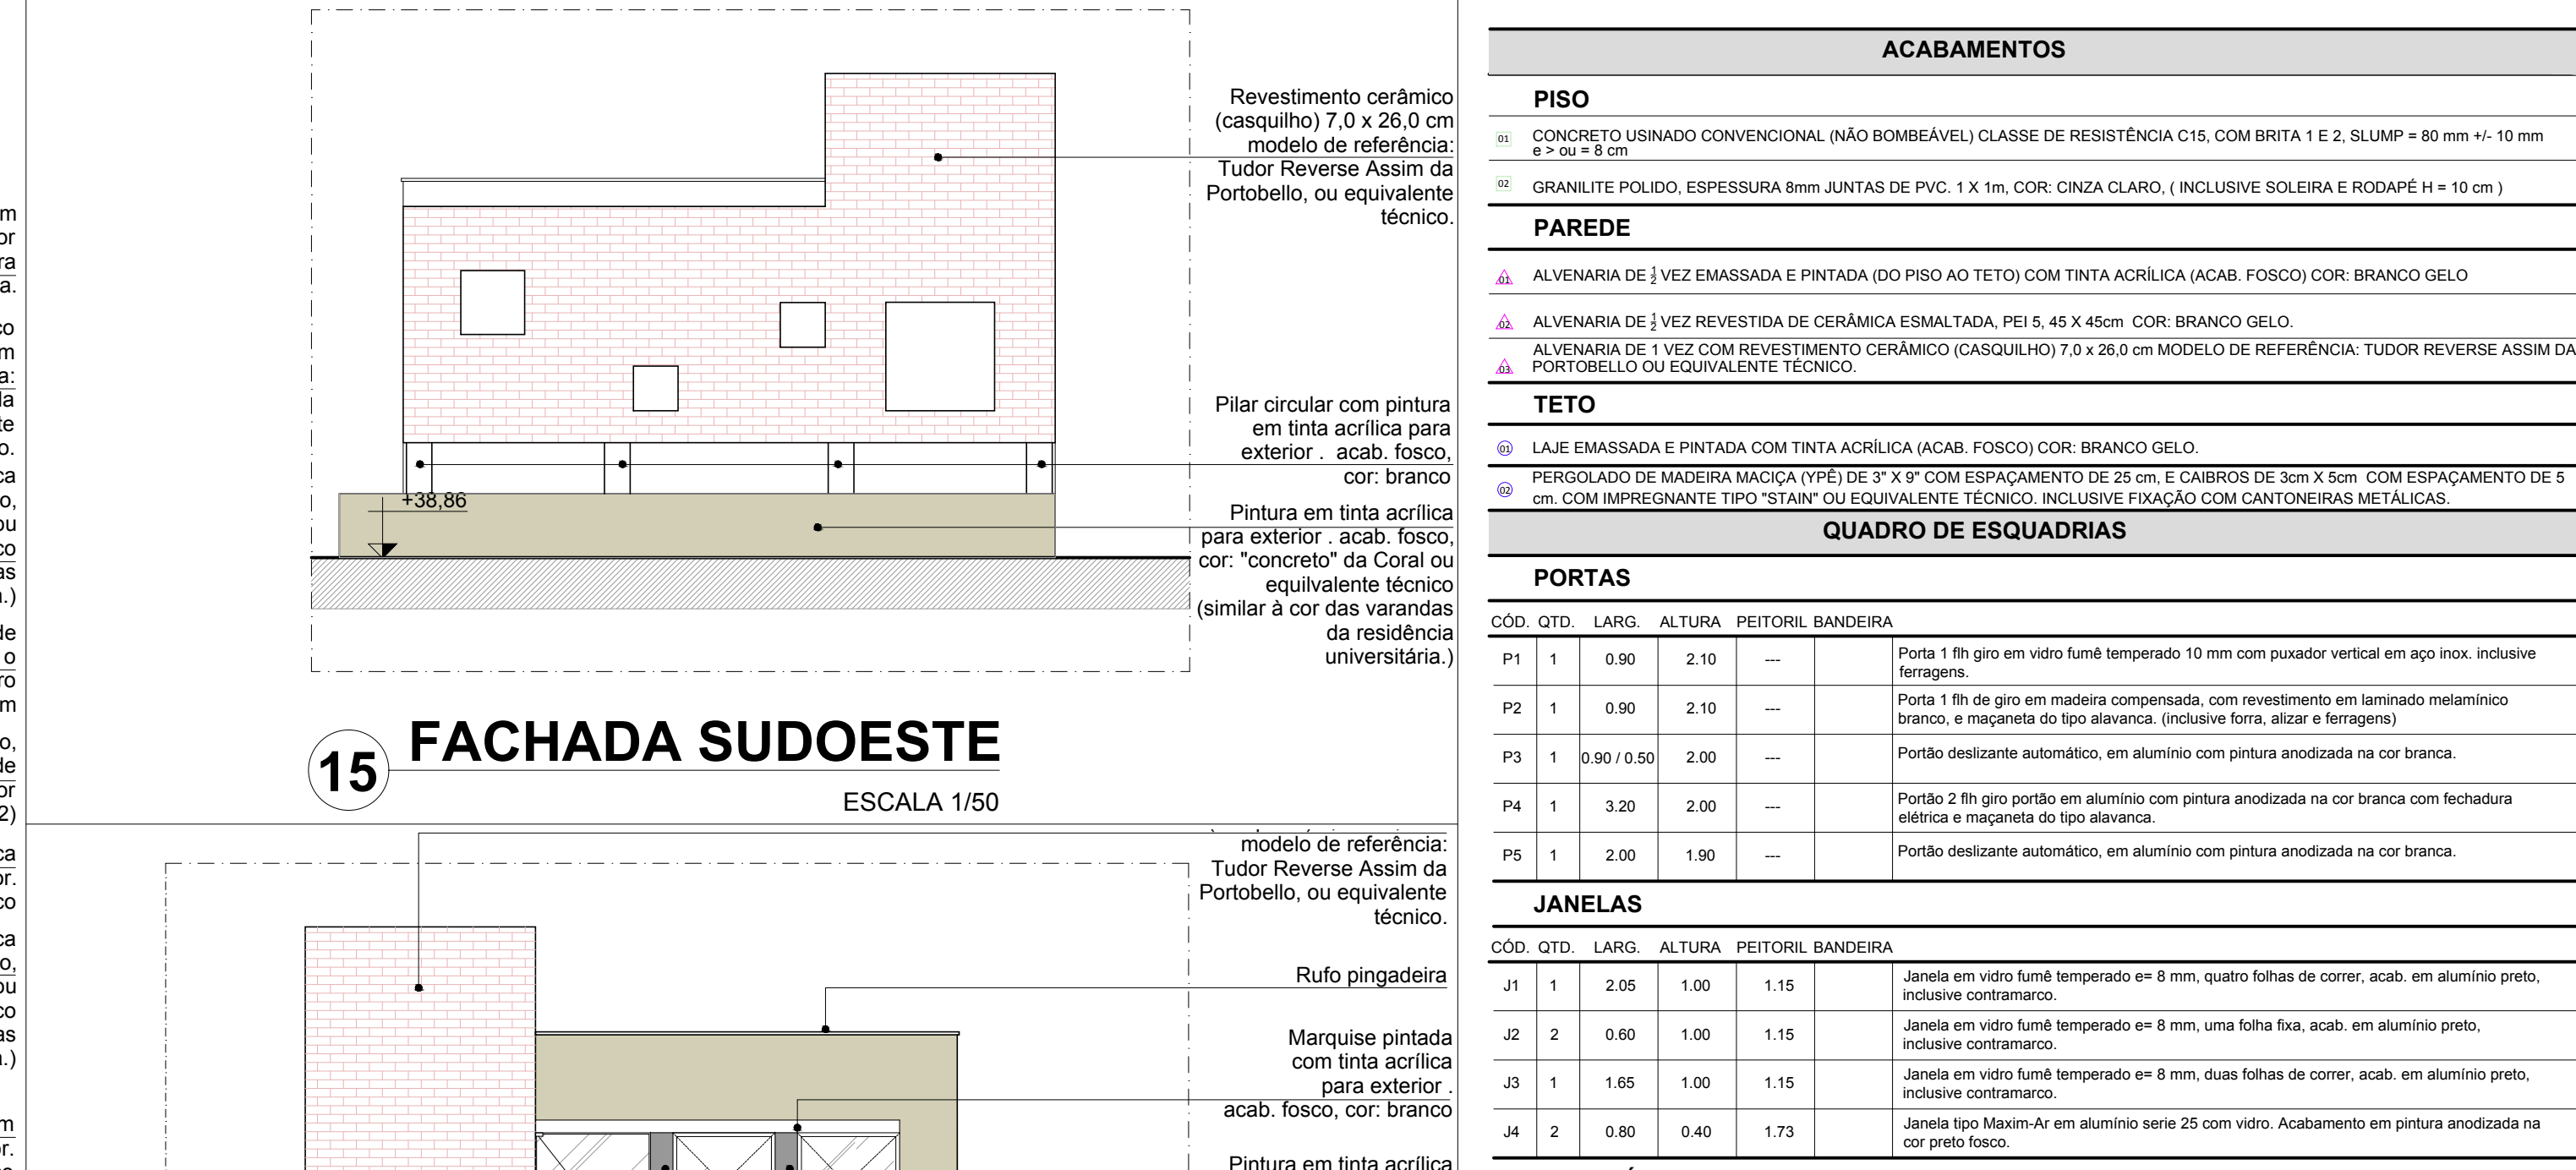 m
or
ra
a.
co
m
a:
la
te
o.
ca
o,
ou
co
as
a.)
de
o
ro
m
o,
de
or
2)
ca
or.
co
ca
o,
ou
co
as
a.)
m
or.
Revestimento cerâmico
(casquilho) 7,0 x 26,0 cm
modelo de referência:
Tudor Reverse Assim da
Portobello, ou equivalente
técnico.
Pilar circular com pintura
em tinta acrílica para
exterior . acab. fosco,
cor: branco
+38,86
Pintura em tinta acrílica
para exterior . acab. fosco,
cor: "concreto" da Coral ou
equilvalente técnico
(similar à cor das varandas
da residência
universitária.)
15 FACHADA SUDOESTE
ESCALA 1/50
modelo de referência:
Tudor Reverse Assim da
Portobello, ou equivalente
técnico.
Rufo pingadeira
Marquise pintada
com tinta acrílica
para exterior .
acab. fosco, cor: branco
Pintura em tinta acrílica
ACABAMENTOS
PISO
01 CONCRETO USINADO CONVENCIONAL (NÃO BOMBEÁVEL) CLASSE DE RESISTÊNCIA C15, COM BRITA 1 E 2, SLUMP = 80 mm +/- 10 mm
e > ou = 8 cm
02 GRANILITE POLIDO, ESPESSURA 8mm JUNTAS DE PVC. 1 X 1m, COR: CINZA CLARO, ( INCLUSIVE SOLEIRA E RODAPÉ H = 10 cm )
PAREDE
01 ALVENARIA DE 1/2 VEZ EMASSADA E PINTADA (DO PISO AO TETO) COM TINTA ACRÍLICA (ACAB. FOSCO) COR: BRANCO GELO
02 ALVENARIA DE 1/2 VEZ REVESTIDA DE CERÂMICA ESMALTADA, PEI 5, 45 X 45cm COR: BRANCO GELO.
03 ALVENARIA DE 1 VEZ COM REVESTIMENTO CERÂMICO (CASQUILHO) 7,0 x 26,0 cm MODELO DE REFERÊNCIA: TUDOR REVERSE ASSIM DA
PORTOBELLO OU EQUIVALENTE TÉCNICO.
TETO
01 LAJE EMASSADA E PINTADA COM TINTA ACRÍLICA (ACAB. FOSCO) COR: BRANCO GELO.
02 PERGOLADO DE MADEIRA MACIÇA (YPÊ) DE 3" X 9" COM ESPAÇAMENTO DE 25 cm, E CAIBROS DE 3cm X 5cm COM ESPAÇAMENTO DE 5
cm. COM IMPREGNANTE TIPO "STAIN" OU EQUIVALENTE TÉCNICO. INCLUSIVE FIXAÇÃO COM CANTONEIRAS METÁLICAS.
QUADRO DE ESQUADRIAS
PORTAS
CÓD. QTD. LARG. ALTURA PEITORIL BANDEIRA
P1 1 0.90 2.10 --- Porta 1 flh giro em vidro fumê temperado 10 mm com puxador vertical em aço inox. inclusive
ferragens.
P2 1 0.90 2.10 --- Porta 1 flh de giro em madeira compensada, com revestimento em laminado melamínico
branco, e maçaneta do tipo alavanca. (inclusive forra, alizar e ferragens)
P3 1 0.90 / 0.50 2.00 --- Portão deslizante automático, em alumínio com pintura anodizada na cor branca.
P4 1 3.20 2.00 --- Portão 2 flh giro portão em alumínio com pintura anodizada na cor branca com fechadura
elétrica e maçaneta do tipo alavanca.
P5 1 2.00 1.90 --- Portão deslizante automático, em alumínio com pintura anodizada na cor branca.
JANELAS
CÓD. QTD. LARG. ALTURA PEITORIL BANDEIRA
J1 1 2.05 1.00 1.15 Janela em vidro fumê temperado e= 8 mm, quatro folhas de correr, acab. em alumínio preto,
inclusive contramarco.
J2 2 0.60 1.00 1.15 Janela em vidro fumê temperado e= 8 mm, uma folha fixa, acab. em alumínio preto,
inclusive contramarco.
J3 1 1.65 1.00 1.15 Janela em vidro fumê temperado e= 8 mm, duas folhas de correr, acab. em alumínio preto,
inclusive contramarco.
J4 2 0.80 0.40 1.73 Janela tipo Maxim-Ar em alumínio serie 25 com vidro. Acabamento em pintura anodizada na
cor preto fosco.